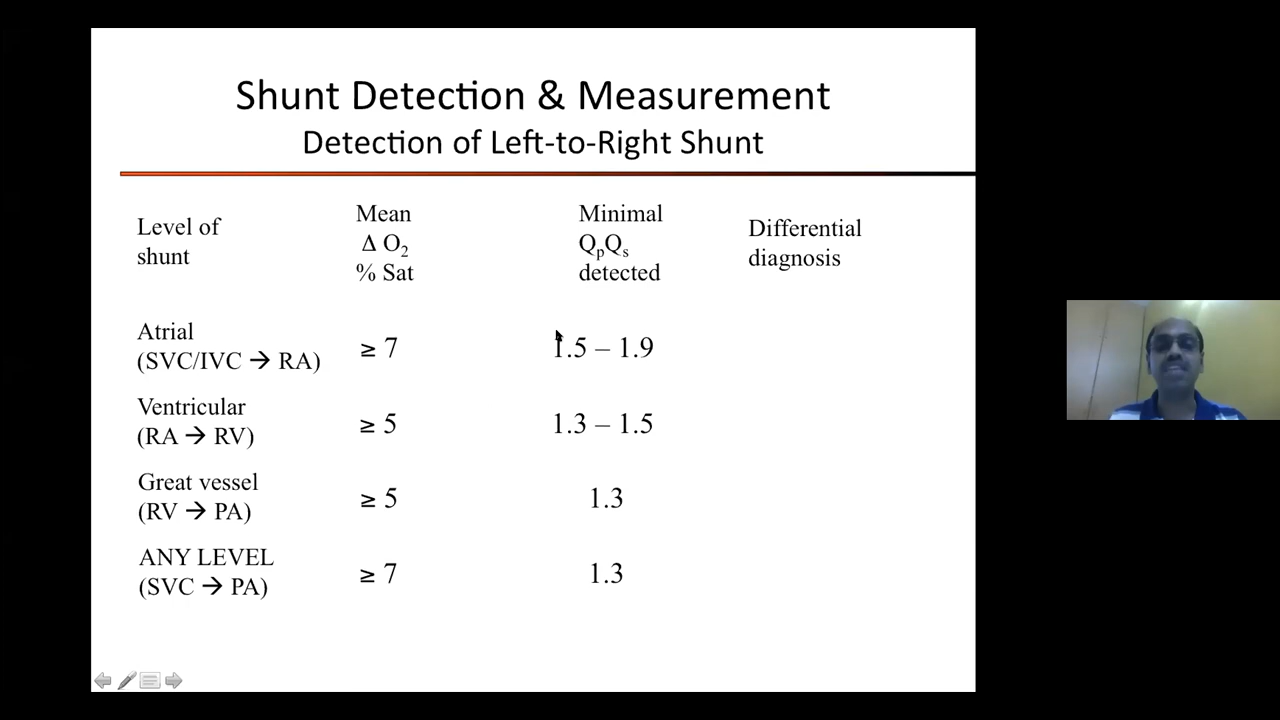 Shunt Detection & Measurement
Detection of Left-to-Right Shunt
Level of
shunt
Mean
Δ O₂
% Sat
Minimal
QₚQₛ
detected
Differential
diagnosis
Atrial
(SVC/IVC → RA)
≥ 7
1.5 – 1.9
Ventricular
(RA → RV)
≥ 5
1.3 – 1.5
Great vessel
(RV → PA)
≥ 5
1.3
ANY LEVEL
(SVC → PA)
≥ 7
1.3